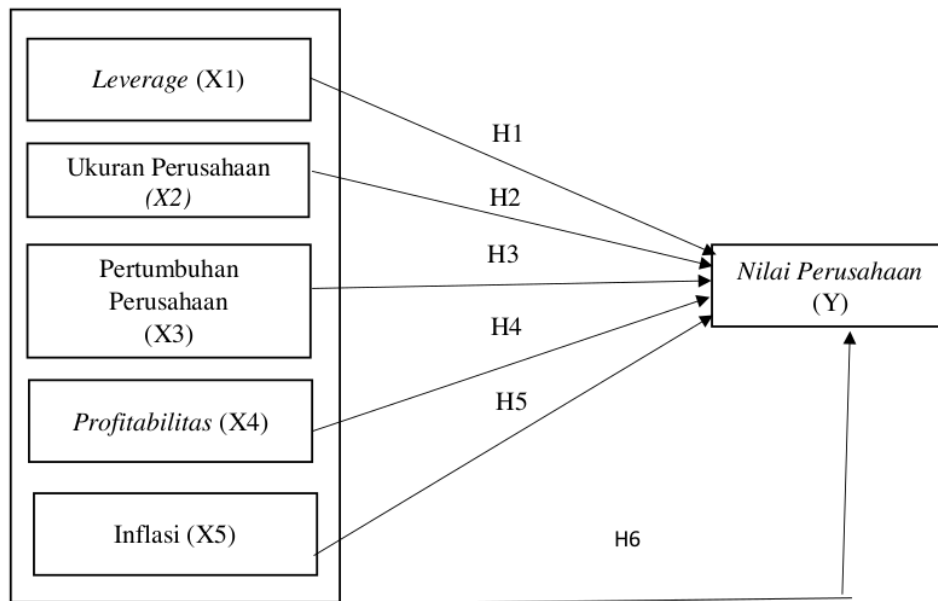 Leverage (X1)
Ukuran Perusahaan
(X2)
Pertumbuhan
Perusahaan
(X3)
Profitabilitas (X4)
Inflasi (X5)
H1
H2
H3
H4
H5
H6
Nilai Perusahaan
(Y)